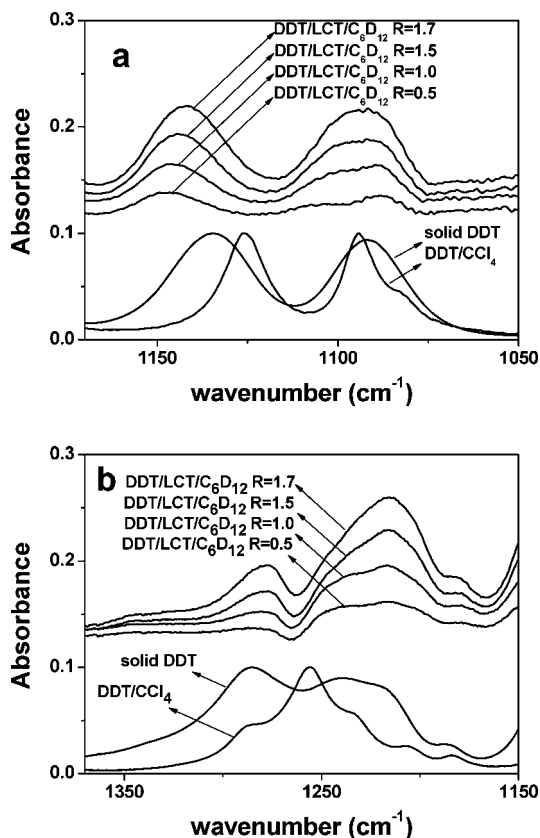 a
DDT/LCT/C₆D₁₂ R=1.7
DDT/LCT/C₆D₁₂ R=1.5
DDT/LCT/C₆D₁₂ R=1.0
DDT/LCT/C₆D₁₂ R=0.5
solid DDT
DDT/CCl₄
0.3
0.2
0.1
0.0
Absorbance
1150
1100
1050
wavenumber (cm⁻¹)
b
DDT/LCT/C₆D₁₂ R=1.7
DDT/LCT/C₆D₁₂ R=1.5
DDT/LCT/C₆D₁₂ R=1.0
DDT/LCT/C₆D₁₂ R=0.5
solid DDT
DDT/CCl₄
0.3
0.2
0.1
0.0
Absorbance
1350
1250
1150
wavenumber (cm⁻¹)